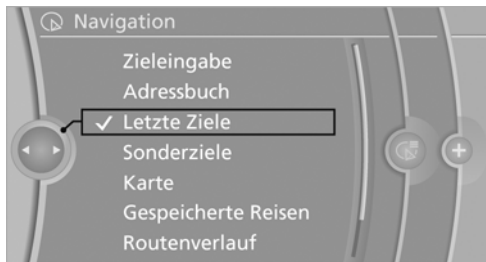 Navigation
Zieleingabe
Adressbuch
Letzte Ziele
Sonderziele
Karte
Gespeicherte Reisen
Routenverlauf